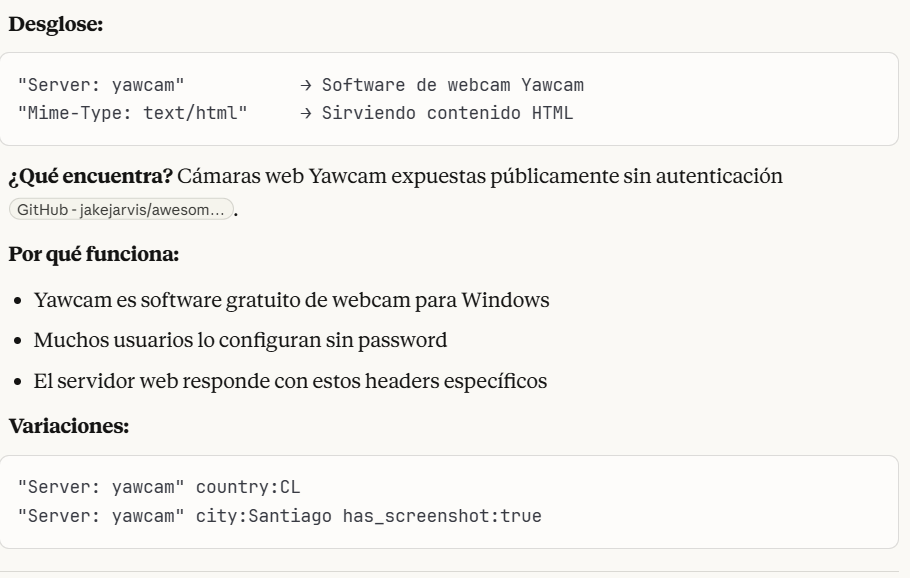 Desglose:
"Server: yawcam" → Software de webcam Yawcam
"Mime-Type: text/html" → Sirviendo contenido HTML
¿Qué encuentra? Cámaras web Yawcam expuestas públicamente sin autenticación
GitHub - jakejarvis/awesom... .
Por qué funciona:
• Yawcam es software gratuito de webcam para Windows
• Muchos usuarios lo configuran sin password
• El servidor web responde con estos headers específicos
Variaciones:
"Server: yawcam" country:CL
"Server: yawcam" city:Santiago has_screenshot:true